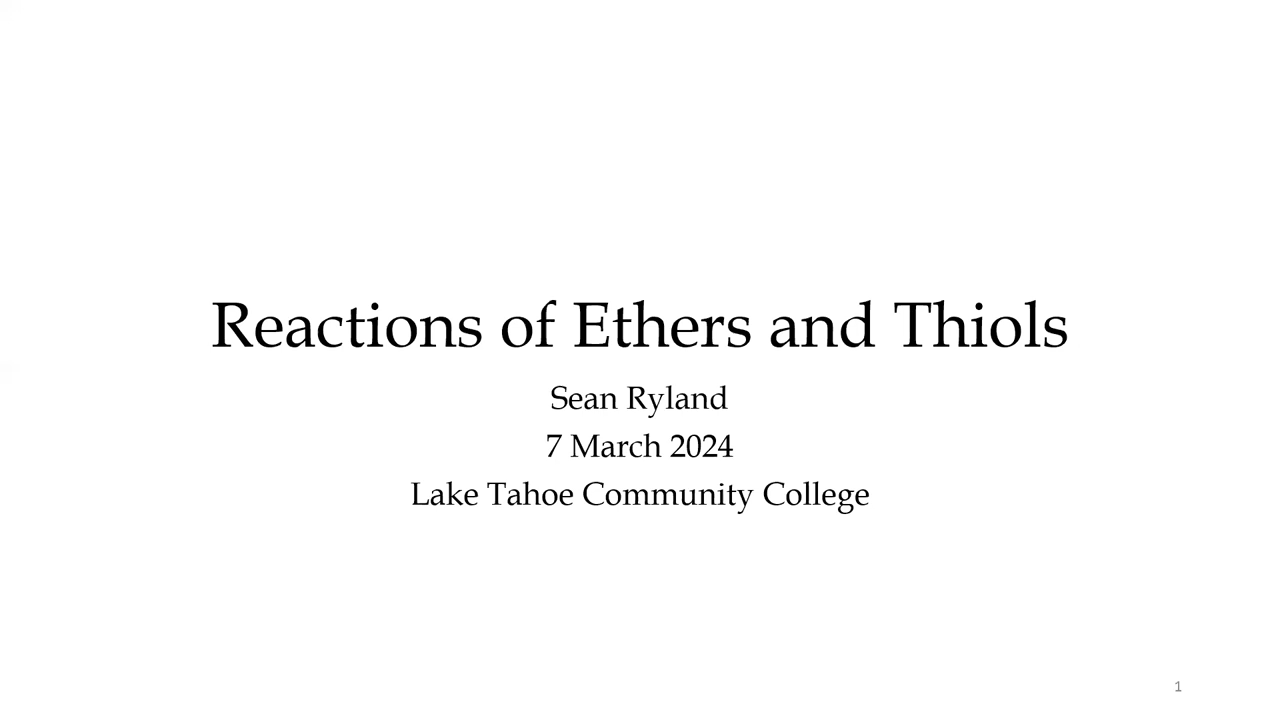 Reactions of Ethers and Thiols
Sean Ryland
7 March 2024
Lake Tahoe Community College
1